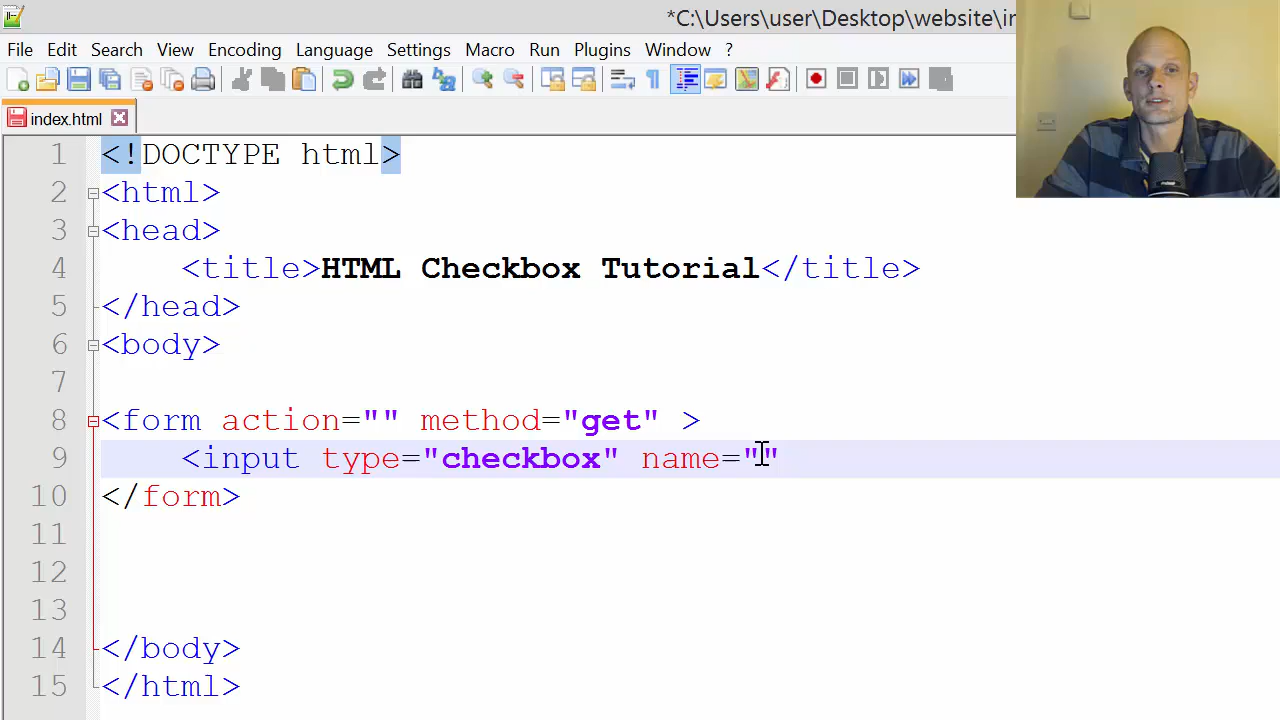 *C:\Users\user\Desktop\website\in
File Edit Search View Encoding Language Settings Macro Run Plugins Window ?
index.html
1 <!DOCTYPE html>
2 <html>
3 <head>
4 <title>HTML Checkbox Tutorial</title>
5 </head>
6 <body>
7
8 <form action="" method="get" >
9 <input type="checkbox" name=""
10 </form>
11
12
13
14 </body>
15 </html>